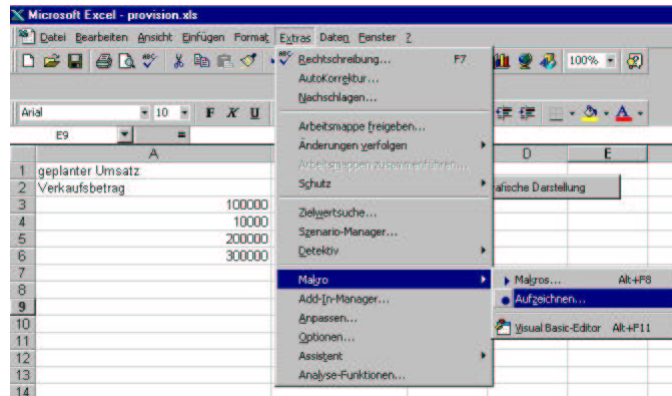 Microsoft Excel - provision.xls
Datei Bearbeiten Ansicht Einfügen Format Extras Daten Fenster ?
100%
Arial 10 F K U
E9 =
A D E
1 geplanter Umsatz
2 Verkaufsbetrag
3 100000
4 10000
5 200000
6 300000
7
8
9
10
11
12
13
14
Rechtschreibung... F7
AutoKorrektur...
Nachschlagen...
Arbeitsmappe freigeben...
Änderungen verfolgen
Arbeitsmappen zusammenführen...
Schutz
Zielwertsuche...
Szenario-Manager...
Detektiv
Makro
Add-In-Manager...
Anpassen...
Optionen...
Assistent
Analyse-Funktionen...
afische Darstellung
Makros... Alt+F8
Aufzeichnen...
Visual Basic-Editor Alt+F11